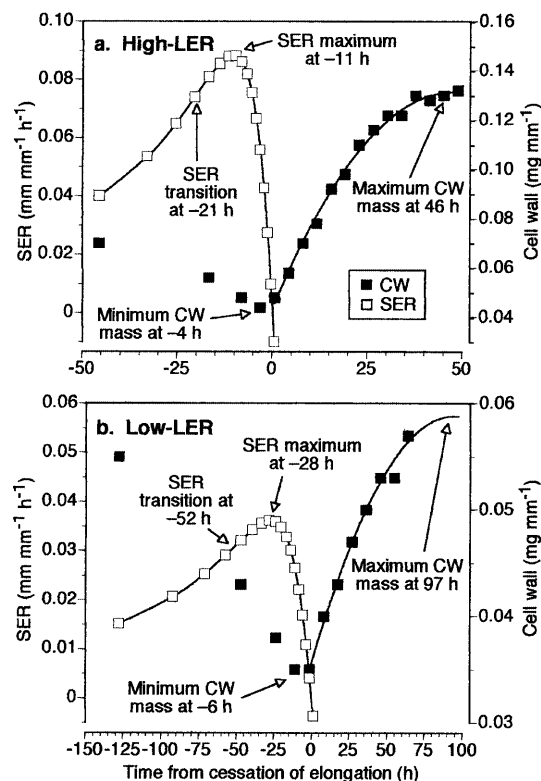 a. High-LER
SER maximum
at –11 h
SER
transition
at –21 h
Maximum CW
mass at 46 h
Minimum CW
mass at –4 h
CW
SER
SER (mm mm⁻¹ h⁻¹)
0.10
0.08
0.06
0.04
0.02
0
Cell wall (mg mm⁻¹)
0.16
0.14
0.12
0.10
0.08
0.06
0.04
-50 -25 0 25 50
b. Low-LER
SER maximum
at –28 h
SER
transition at
–52 h
Maximum CW
mass at 97 h
Minimum CW
mass at –6 h
SER (mm mm⁻¹ h⁻¹)
0.06
0.05
0.04
0.03
0.02
0.01
0
Cell wall (mg mm⁻¹)
0.06
0.05
0.04
0.03
-150 -125 -100 -75 -50 -25 0 25 50 75 100
Time from cessation of elongation (h)